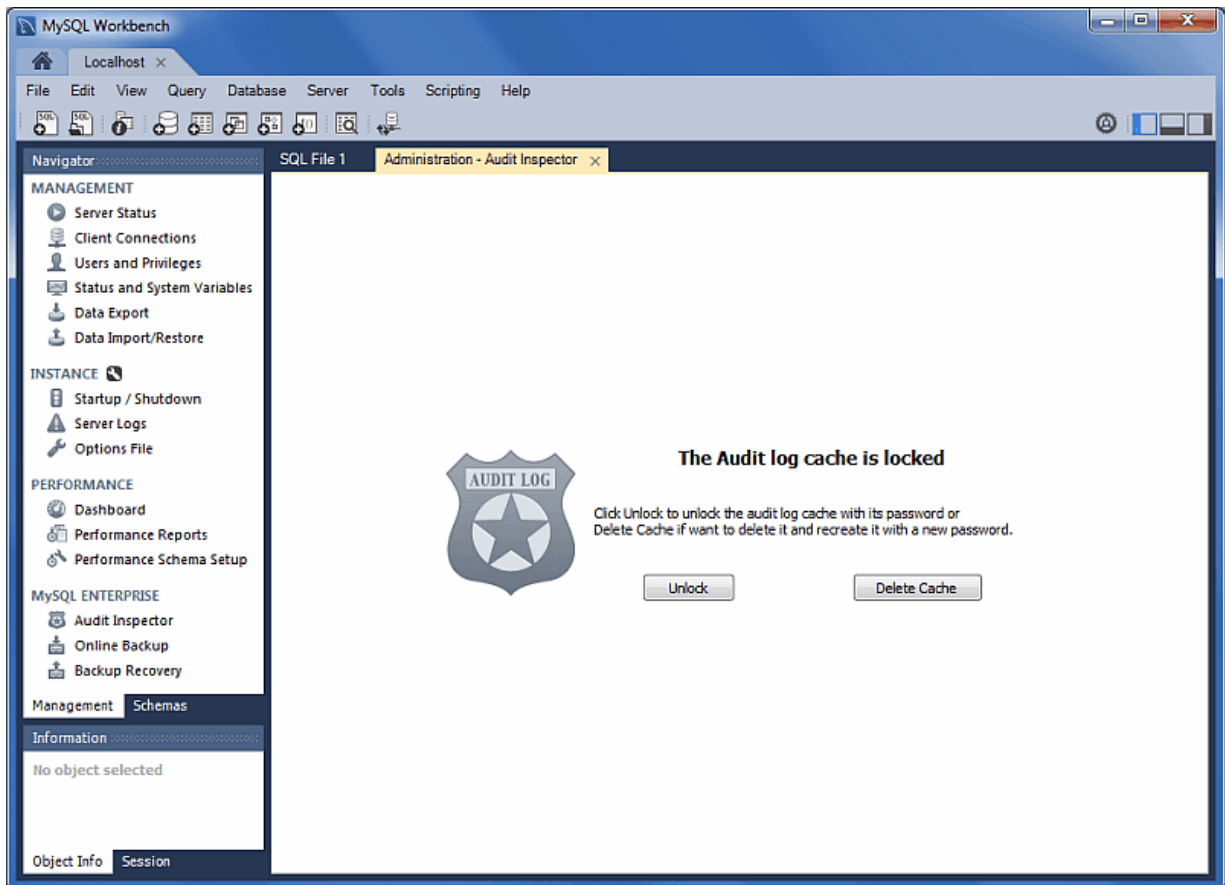 MySQL Workbench
Localhost
File Edit View Query Database Server Tools Scripting Help
SQL SQL
Navigator
SQL File 1 Administration - Audit Inspector
MANAGEMENT
Server Status
Client Connections
Users and Privileges
Status and System Variables
Data Export
Data Import/Restore
INSTANCE
Startup / Shutdown
Server Logs
Options File
PERFORMANCE
Dashboard
Performance Reports
Performance Schema Setup
MySQL ENTERPRISE
Audit Inspector
Online Backup
Backup Recovery
Management Schemas
Information
No object selected
Object Info Session
AUDIT LOG
The Audit log cache is locked
Click Unlock to unlock the audit log cache with its password or
Delete Cache if want to delete it and recreate it with a new password.
Unlock Delete Cache